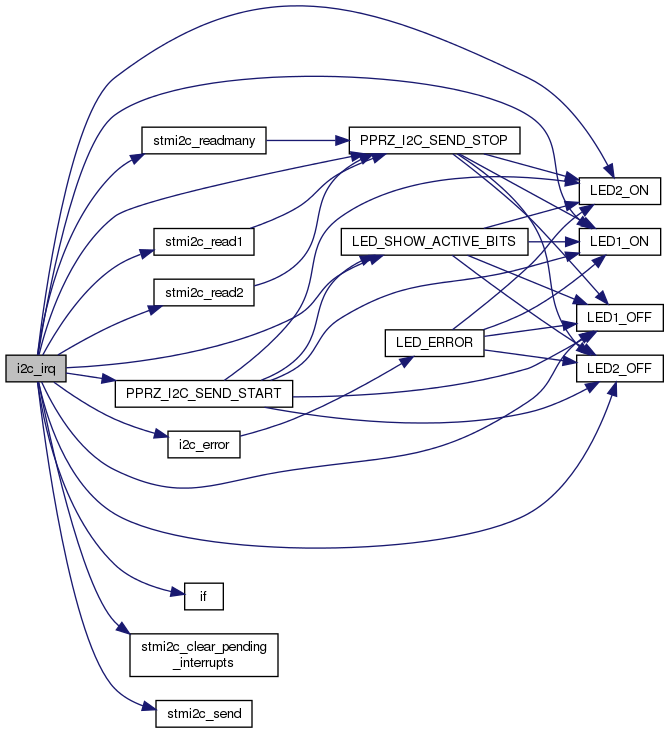 stmi2c_readmany
PPRZ_I2C_SEND_STOP
LED2_ON
stmi2c_read1
LED_SHOW_ACTIVE_BITS
LED1_ON
stmi2c_read2
LED1_OFF
LED_ERROR
i2c_irq
LED2_OFF
PPRZ_I2C_SEND_START
i2c_error
if
stmi2c_clear_pending
_interrupts
stmi2c_send